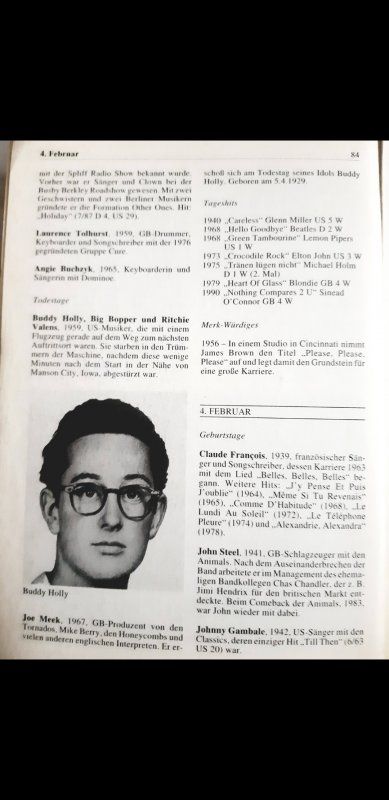 4. Februar
84
mit der Spliff Radio Show bekannt wurde.
Vorher war er Sänger und Clown bei der
Busby Berkley Roadshow gewesen. Mit zwei
Geschwistern und zwei Berliner Musikern
gründete er die Formation Other Ones. Hit:
„Holiday" (7/87 D 4, US 29).
Laurence Tolhurst, 1959, GB-Drummer,
Keyboarder und Songschreiber mit der 1976
gegründeten Gruppe Cure.
Angie Buchzyk, 1965, Keyboarderin und
Sängerin mit Dominoe.
Todestage
Buddy Holly, Big Bopper und Ritchie
Valens, 1959, US-Musiker, die mit einem
Flugzeug gerade auf dem Weg zum nächsten
Auftrittsort waren. Sie starben in den Trüm-
mern der Maschine, nachdem diese wenige
Minuten nach dem Start in der Nähe von
Manson City, Iowa, abgestürzt war.
Buddy Holly
Joe Meek, 1967, GB-Produzent von den
Tornados, Mike Berry, den Honeycombs und
vielen anderen englischen Interpreten. Er er-
schoß sich am Todestag seines Idols Buddy
Holly. Geboren am 5.4.1929.
Tageshits
1940 „Careless" Glenn Miller US 5 W
1968 „Hello Goodbye" Beatles D 2 W
1968 „Green Tambourine" Lemon Pipers
US 1 W
1973 „Crocodile Rock" Elton John US 3 W
1975 „Tränen lügen nicht" Michael Holm
D 1 W (2. Mal)
1979 „Heart Of Glass" Blondie GB 4 W
1990 „Nothing Compares 2 U" Sinead
O'Connor GB 4 W
Merk-Würdiges
1956 – In einem Studio in Cincinnati nimmt
James Brown den Titel „Please, Please,
Please" auf und legt damit den Grundstein für
eine große Karriere.
4. FEBRUAR
Geburtstage
Claude François, 1939, französischer Sän-
ger und Songschreiber, dessen Karriere 1963
mit dem Lied „Belles, Belles, Belles" be-
gann. Weitere Hits: „J'y Pense Et Puis
J'oublie" (1964), „Même Si Tu Revenais"
(1965), „Comme D'Habitude" (1968), „Le
Lundi Au Soleil" (1972), „Le Téléphone
Pleure" (1974) und „Alexandrie, Alexandra"
(1978).
John Steel, 1941, GB-Schlagzeuger mit den
Animals. Nach dem Auseinanderbrechen der
Band arbeitete er im Management des ehema-
ligen Bandkollegen Chas Chandler, der z. B.
Jimi Hendrix für den britischen Markt ent-
deckte. Beim Comeback der Animals, 1983,
war John wieder mit dabei.
Johnny Gambale, 1942, US-Sänger mit den
Classics, deren einziger Hit „Till Then" (6/63
US 20) war.